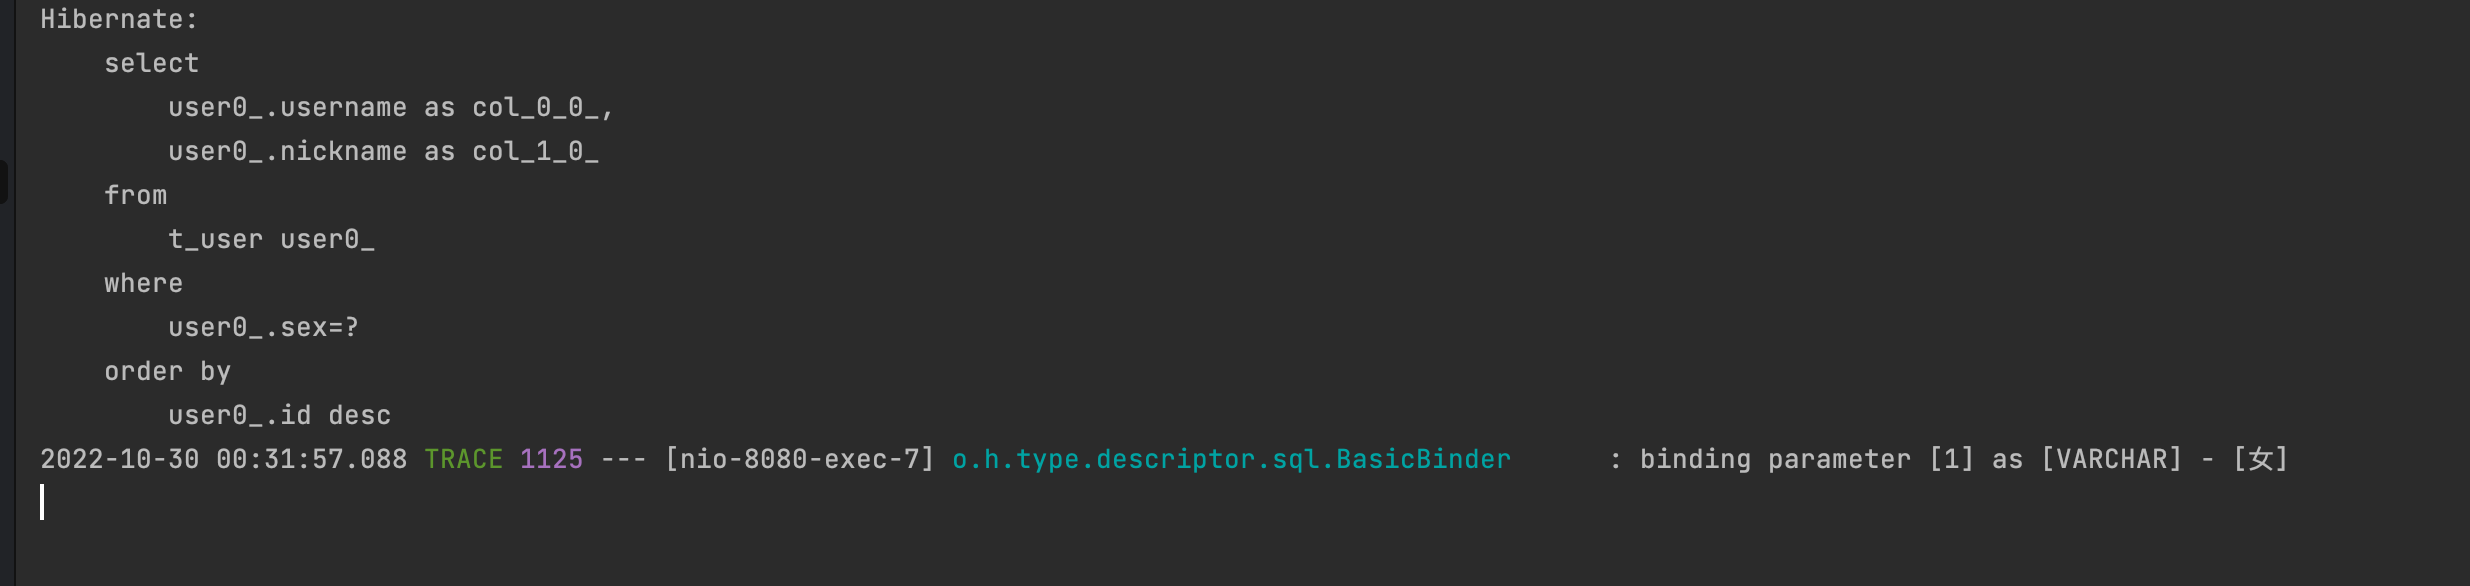 Hibernate:
    select
        user0_.username as col_0_0_,
        user0_.nickname as col_1_0_
    from
        t_user user0_
    where
        user0_.sex=?
    order by
        user0_.id desc
2022-10-30 00:31:57.088 TRACE 1125 --- [nio-8080-exec-7] o.h.type.descriptor.sql.BasicBinder      : binding parameter [1] as [VARCHAR] - [女]